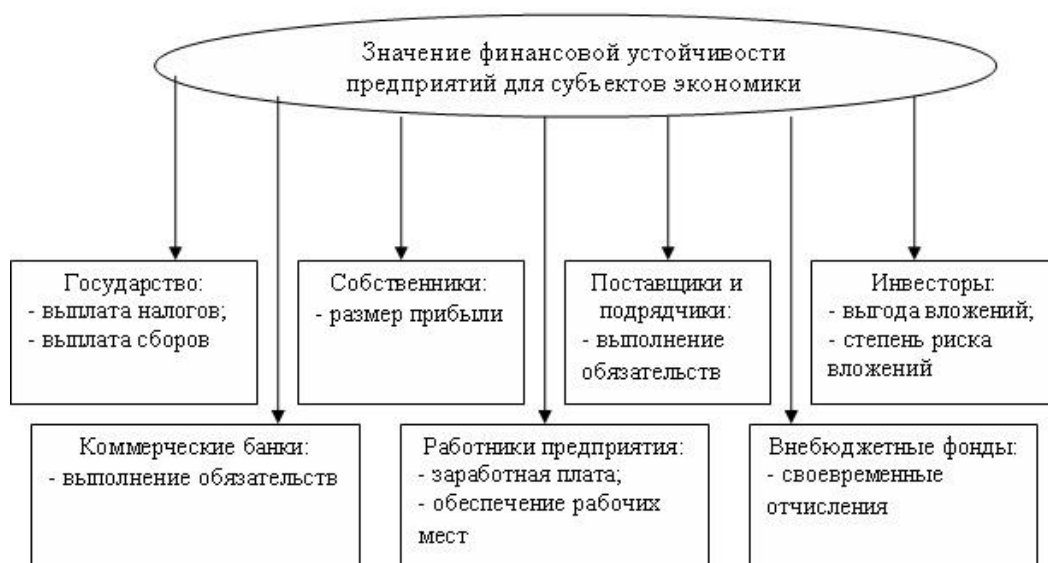 Значение финансовой устойчивости
предприятий для субъектов экономики
Государство:
- выплата налогов;
- выплата сборов
Собственники:
- размер прибыли
Поставщики и
подрядчики:
- выполнение
обязательств
Инвесторы:
- выгода вложений;
- степень риска
вложений
Коммерческие банки:
- выполнение обязательств
Работники предприятия:
- заработная плата;
- обеспечение рабочих
мест
Внебюджетные фонды:
- своевременные
отчисления